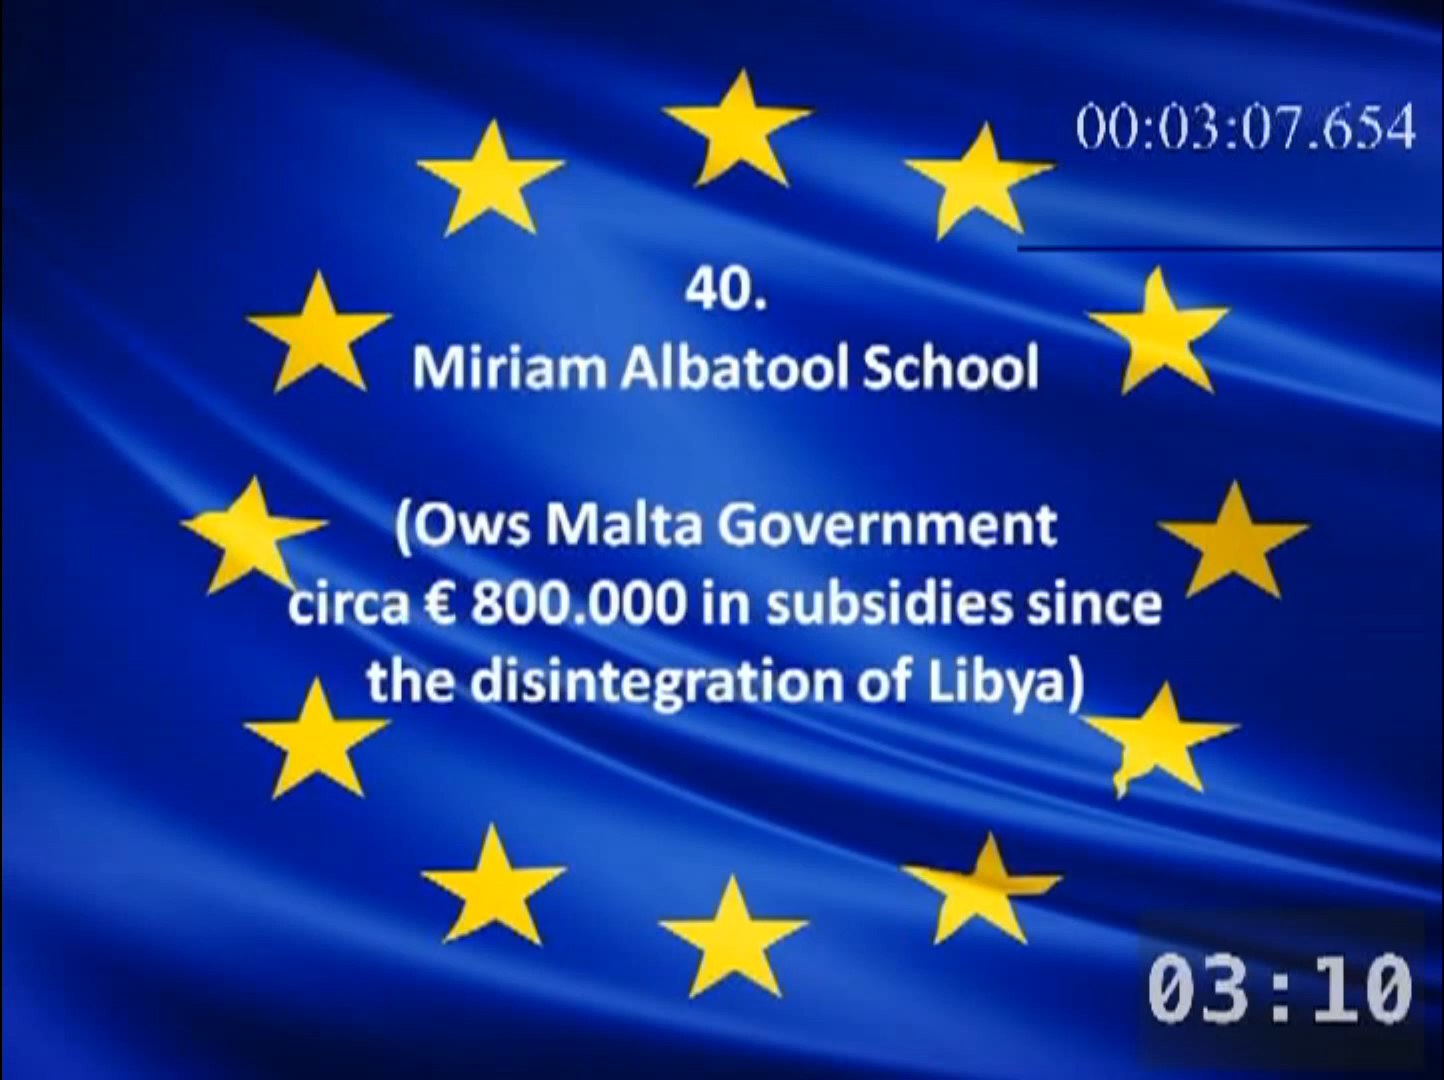 00:03:07.654
40.
Miriam Albatool School
(Ows Malta Government
circa € 800.000 in subsidies since
the disintegration of Libya)
03:10